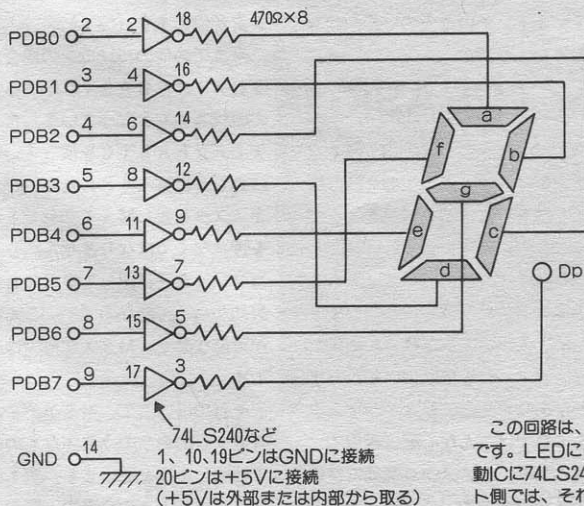 470Ω×8
PDB0 2 2 18
PDB1 3 4 16
PDB2 4 6 14
PDB3 5 8 12
PDB4 6 11 9
PDB5 7 13 7
PDB6 8 15 5
PDB7 9 17 3
a
f
b
g
e
c
d
Dp
GND 14
74LS240など
1、10、19ピンはGNDに接続
20ピンは+5Vに接続
(+5Vは外部または内部から取る)
この回路は、
です。LEDに
動ICに74LS24
ト側では、それ